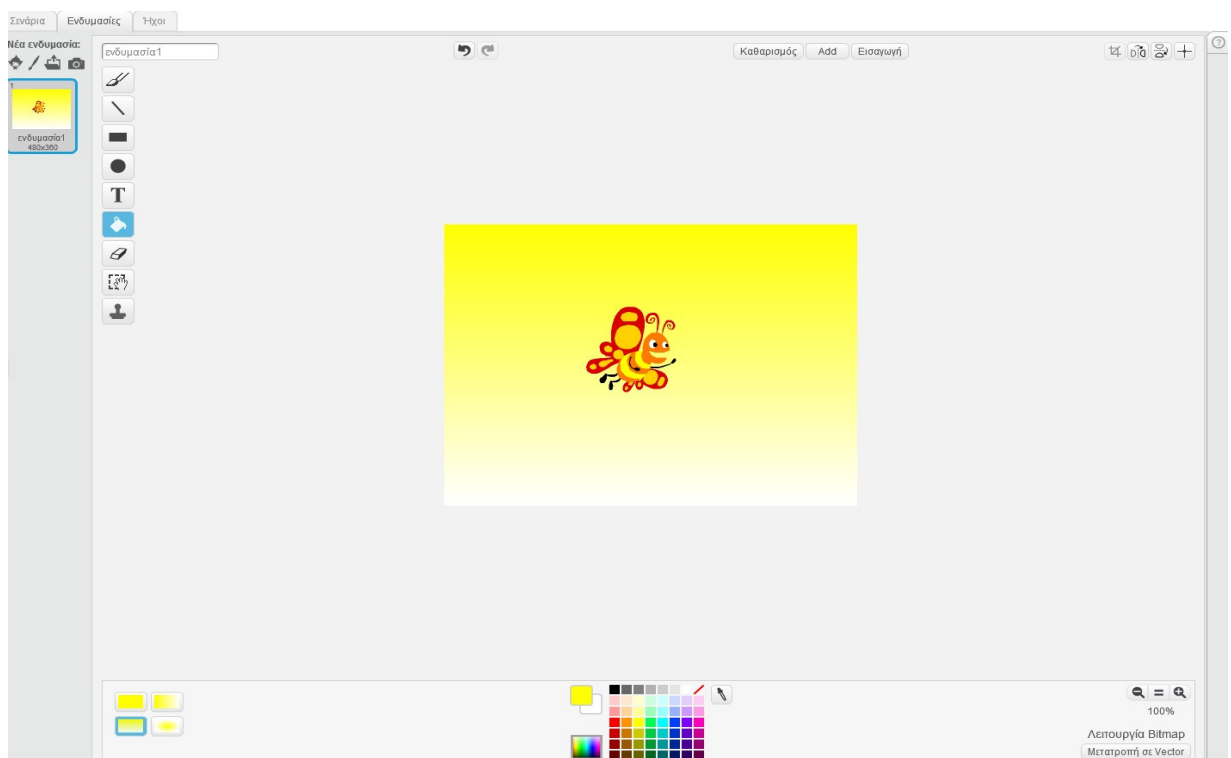 Σενάρια Ενδυμασίες Ήχοι
Νέα ενδυμασία:
ενδυμασία1 Καθαρισμός Add Εισαγωγή
1
ενδυμασία1
480x360
T
100%
Λειτουργία Bitmap
Μετατροπή σε Vector